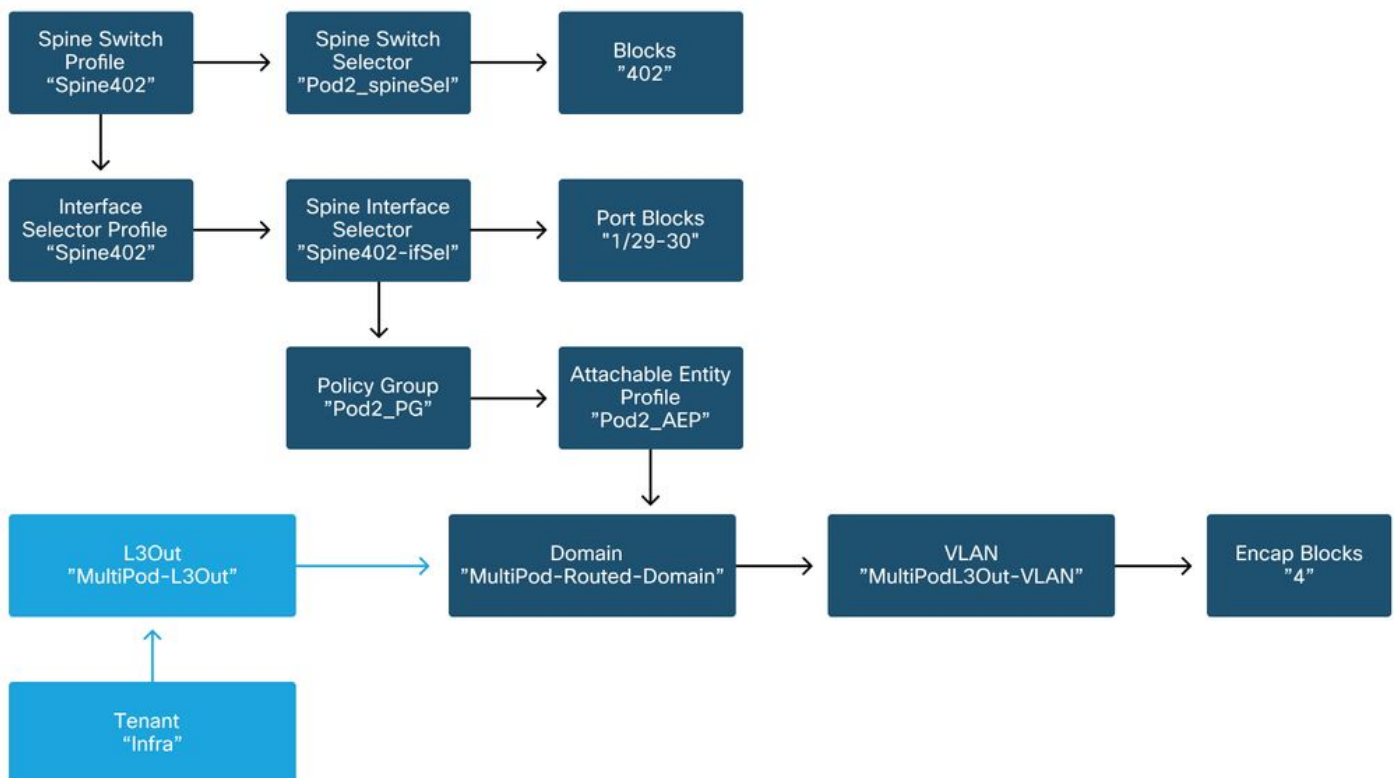 Spine Switch
Profile
“Spine402”
Spine Switch
Selector
”Pod2_spineSel”
Blocks
”402”
Interface
Selector Profile
“Spine402”
Spine Interface
Selector
”Spine402-ifSel”
Port Blocks
"1/29-30"
Policy Group
”Pod2_PG”
Attachable Entity
Profile
”Pod2_AEP”
L3Out
”MultiPod-L3Out”
Domain
”MultiPod-Routed-Domain”
VLAN
”MultiPodL3Out-VLAN”
Encap Blocks
”4”
Tenant
“Infra”